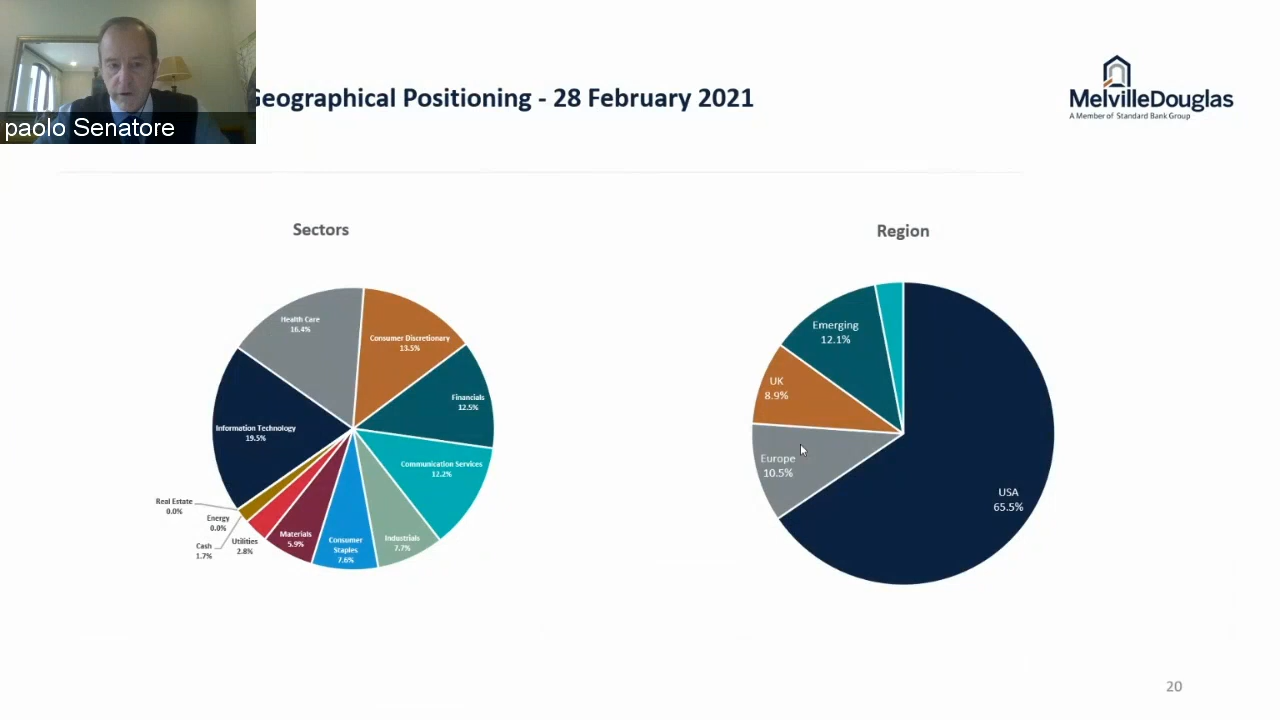 paolo Senatore
Geographical Positioning - 28 February 2021
MelvilleDouglas
A Member of Standard Bank Group
Sectors
Health Care
16.4%
Consumer Discretionary
13.5%
Financials
12.5%
Communication Services
12.2%
Industrials
7.7%
Consumer
Staples
7.6%
Materials
5.9%
Utilities
2.8%
Cash
1.7%
Energy
0.0%
Real Estate
0.0%
Information Technology
19.5%
Region
Emerging
12.1%
UK
8.9%
Europe
10.5%
USA
65.5%
20